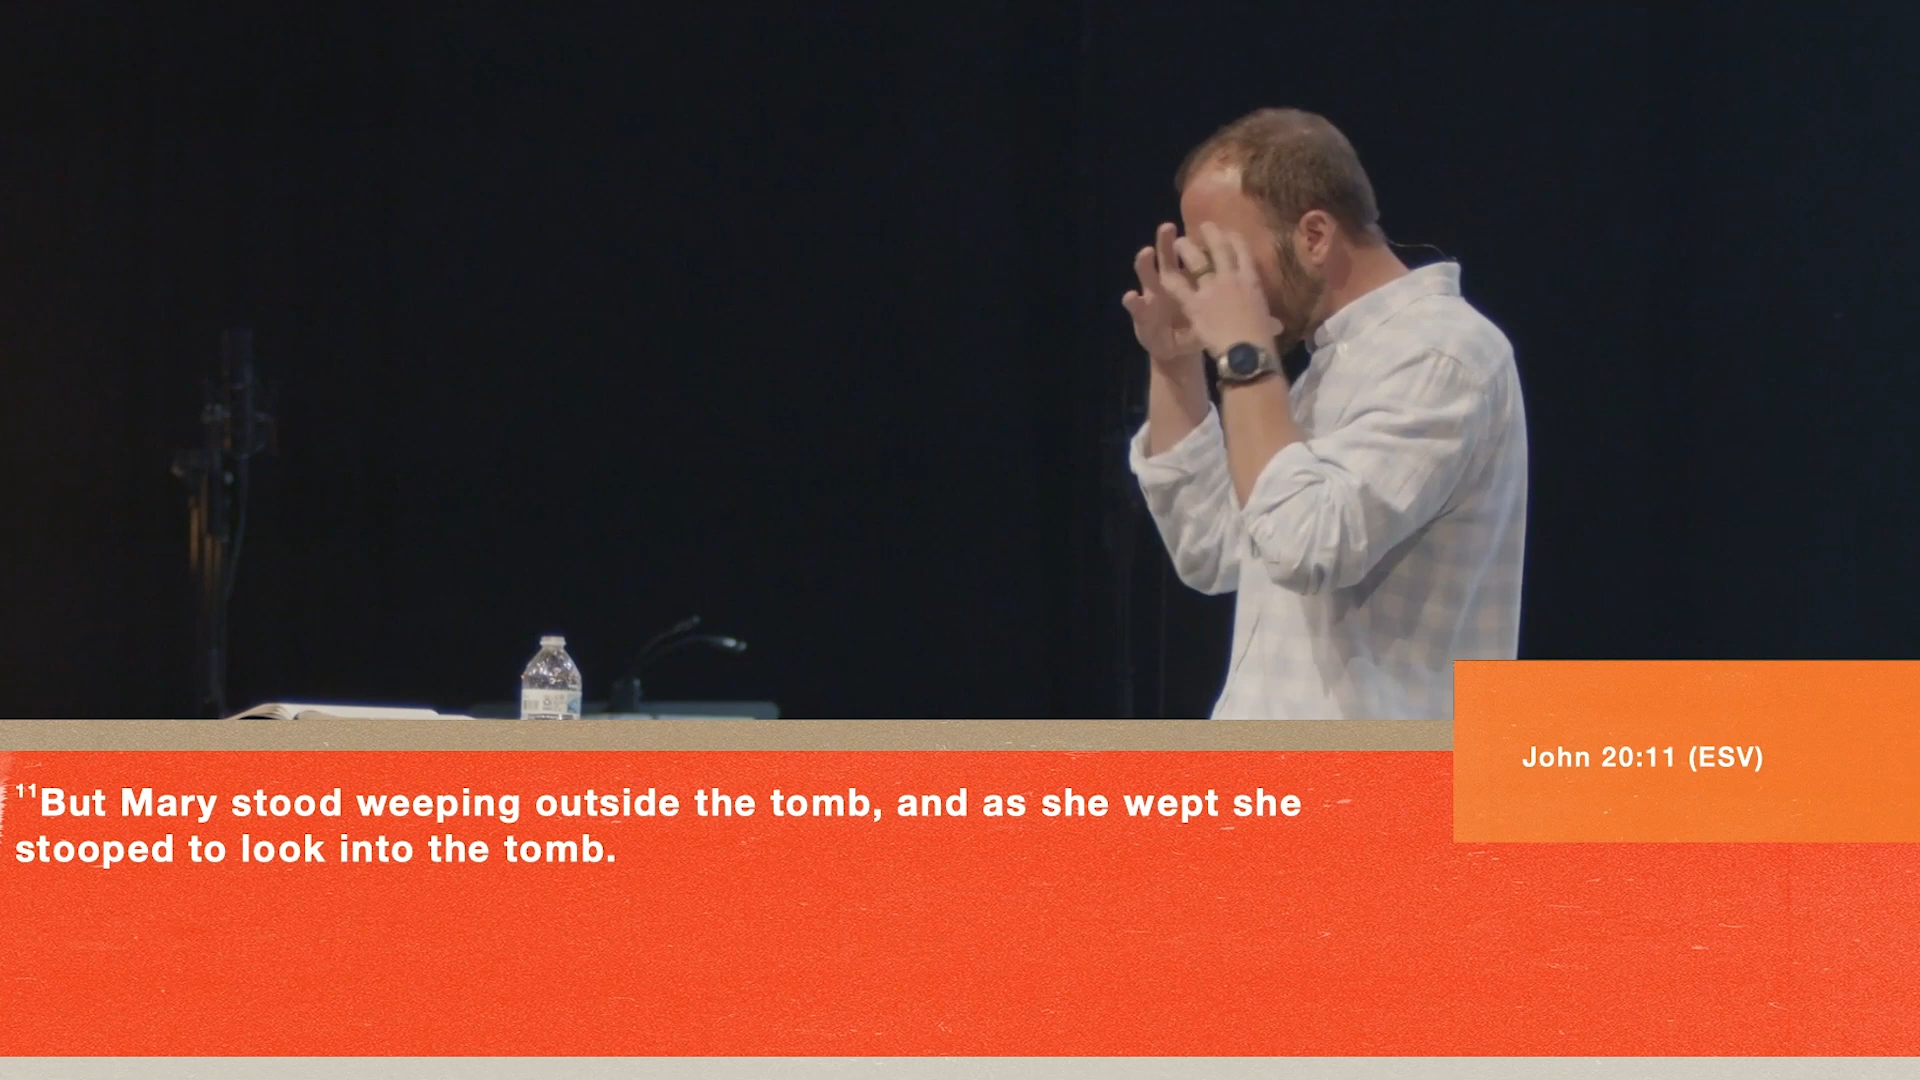 John 20:11 (ESV)
¹¹But Mary stood weeping outside the tomb, and as she wept she
stooped to look into the tomb.